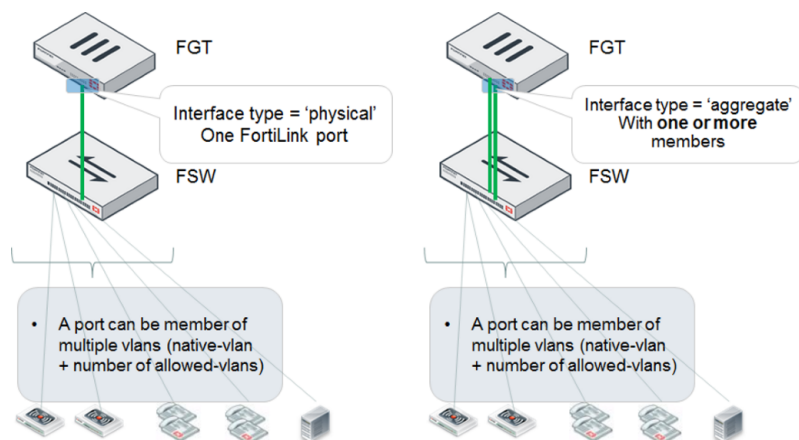 FGT
Interface type = ‘physical’
One FortiLink port
FSW
• A port can be member of
multiple vlans (native-vlan
+ number of allowed-vlans)
FGT
Interface type = ‘aggregate’
With one or more
members
FSW
• A port can be member of
multiple vlans (native-vlan
+ number of allowed-vlans)